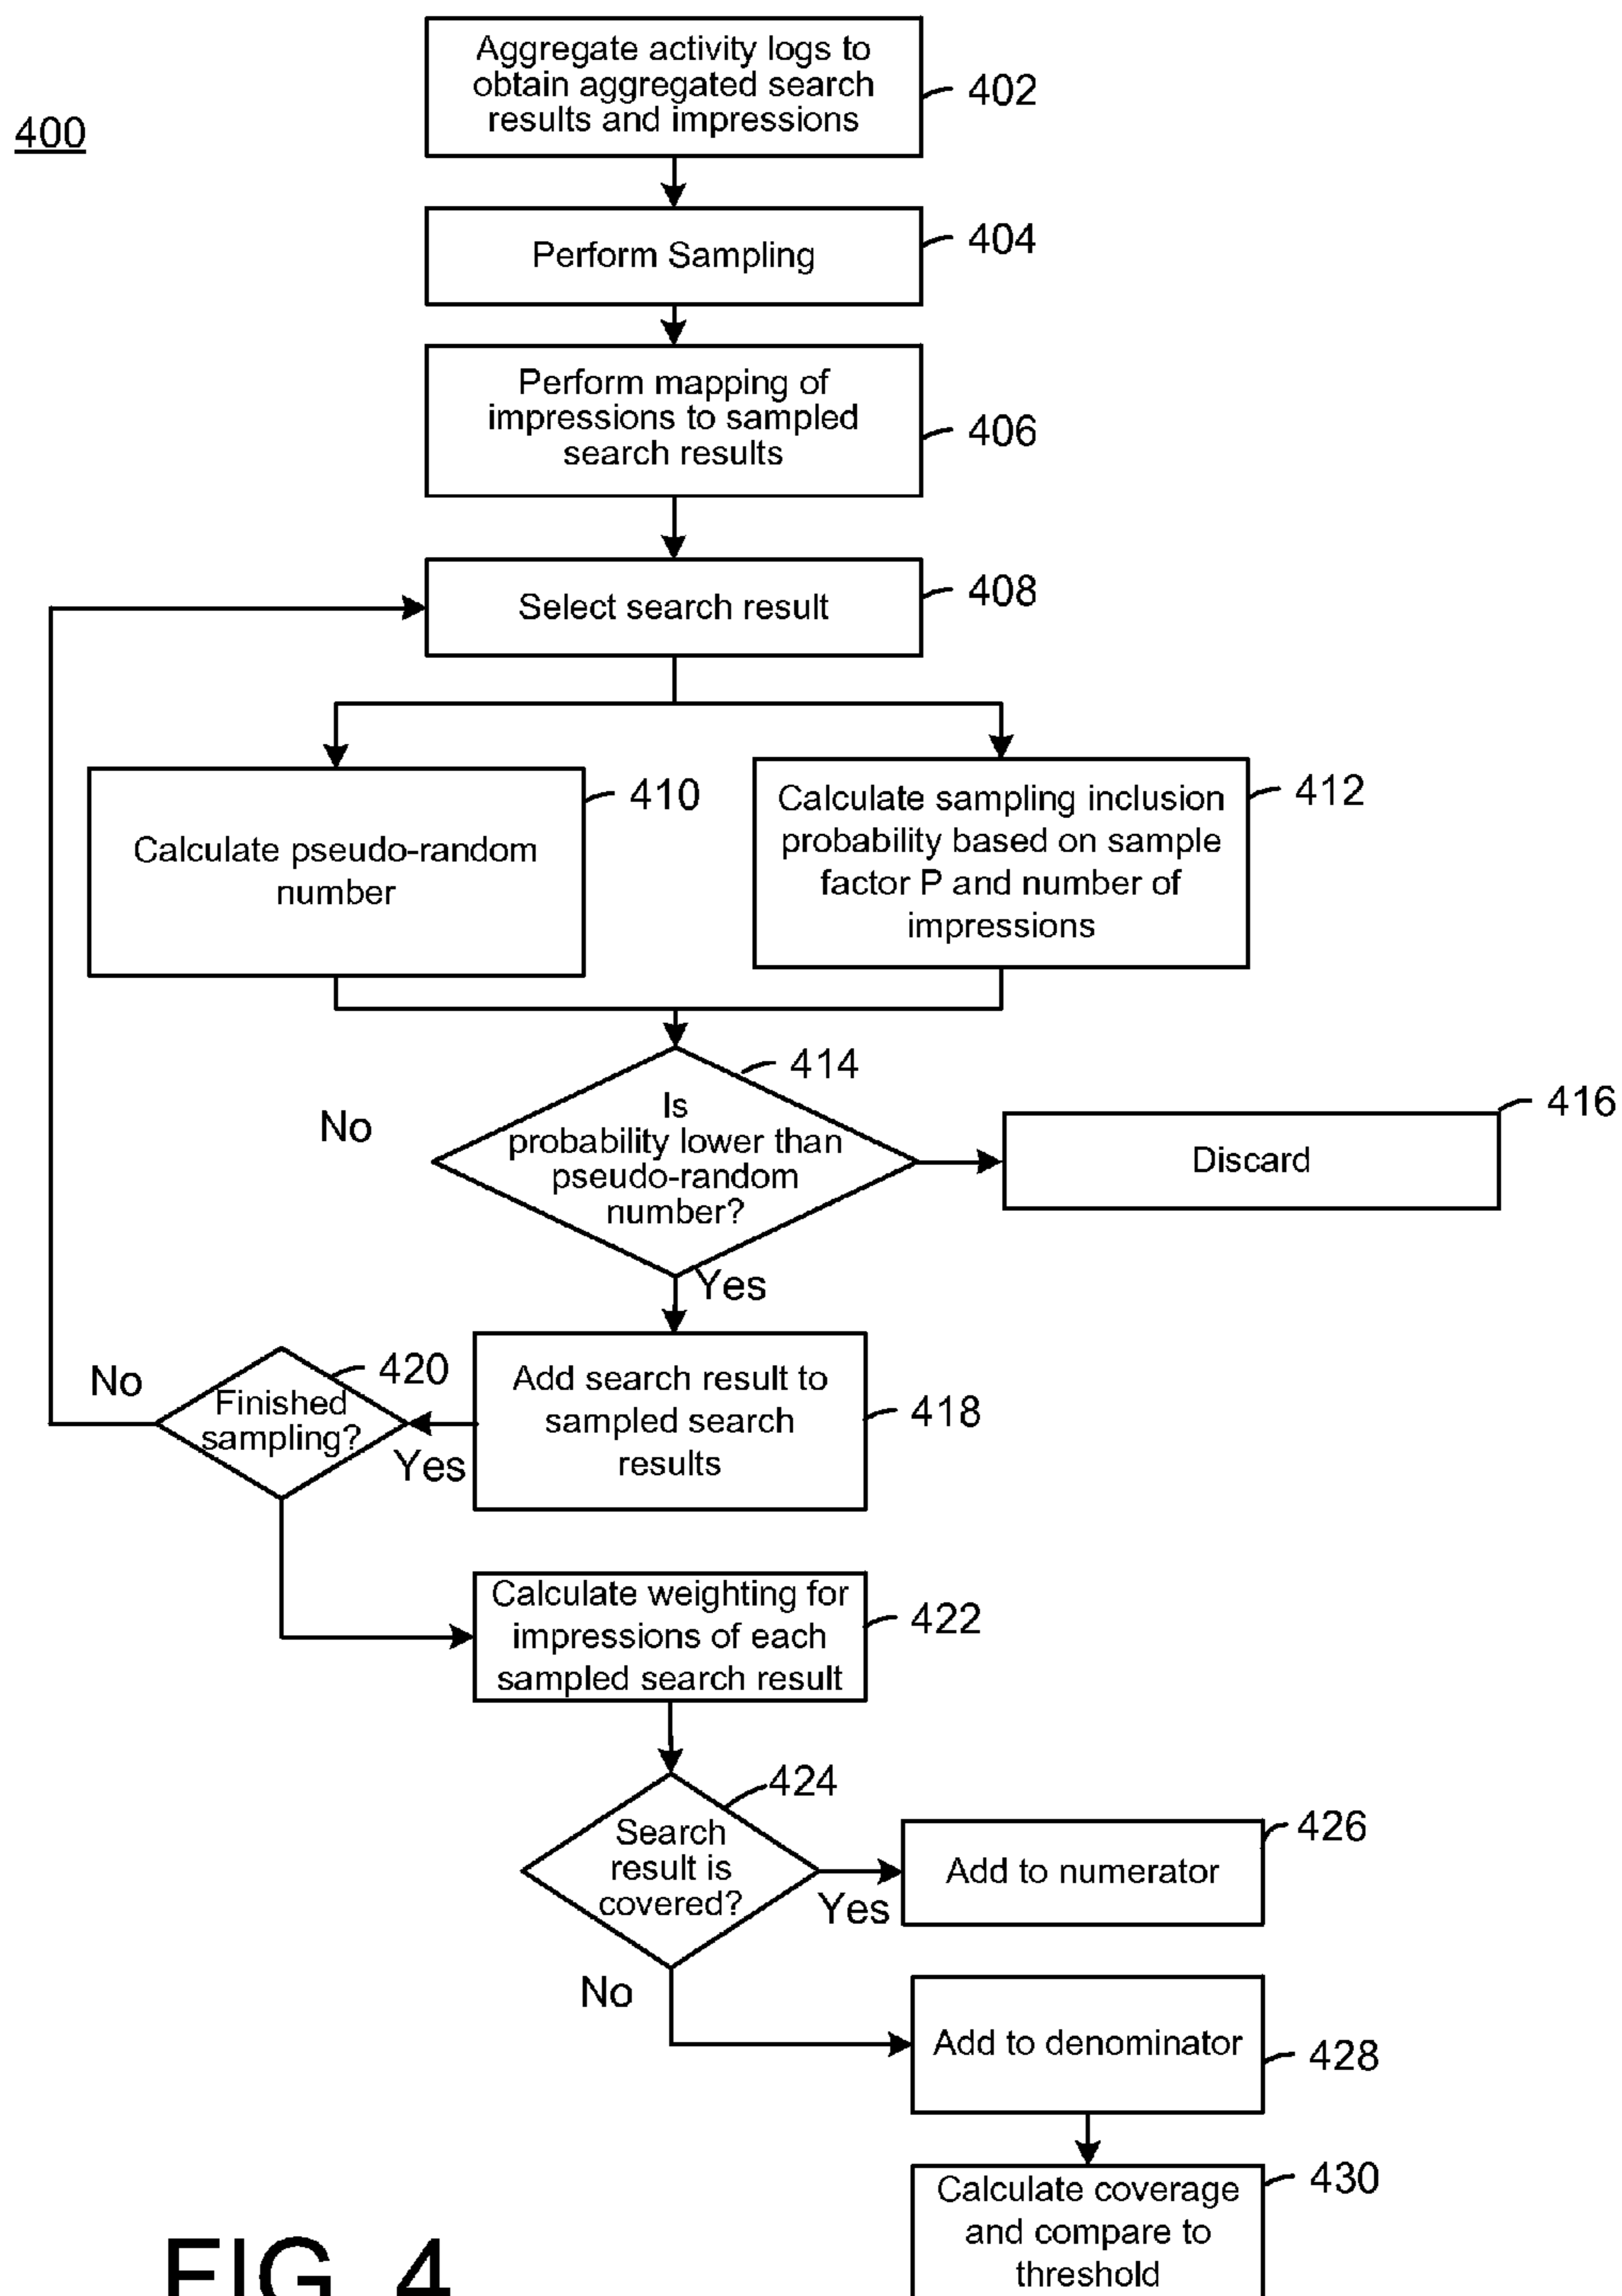 400
Aggregate activity logs to
obtain aggregated search
results and impressions
402
Perform Sampling
404
Perform mapping of
impressions to sampled
search results
406
Select search result
408
Calculate pseudo-random
number
410
Calculate sampling inclusion
probability based on sample
factor P and number of
impressions
412
Is
probability lower than
pseudo-random
number?
414
No
Discard
416
Yes
Add search result to
sampled search
results
418
Finished
sampling?
420
No
Yes
Calculate weighting for
impressions of each
sampled search result
422
Search
result is
covered?
424
Yes
Add to numerator
426
No
Add to denominator
428
Calculate coverage
and compare to
threshold
430
FIG. 4